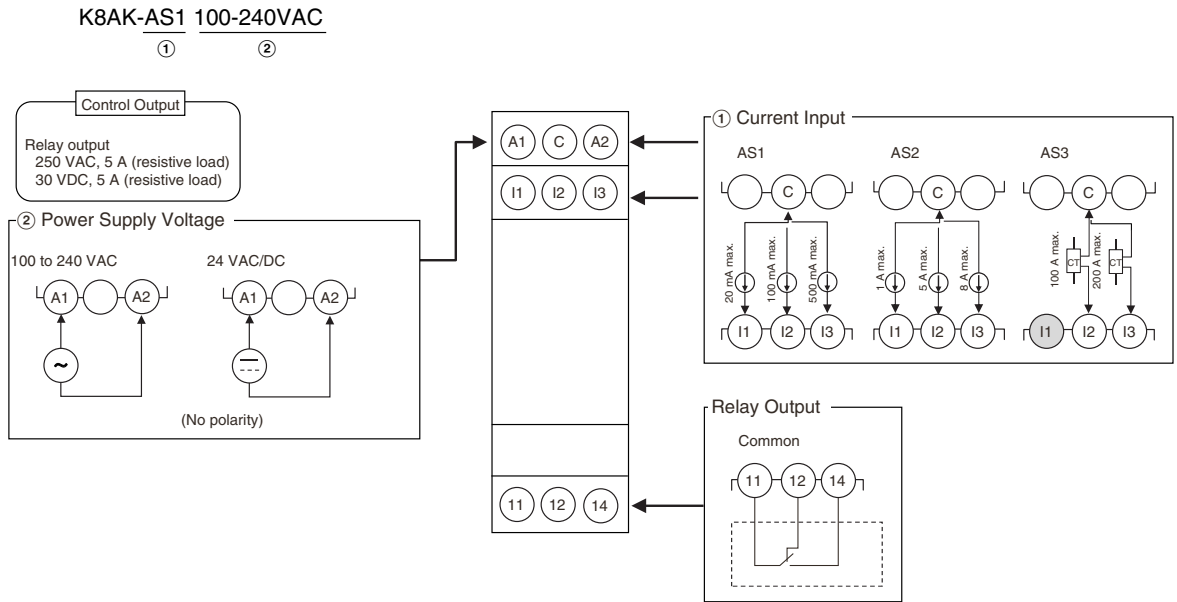 K8AK-AS1 100-240VAC
① ②
Control Output
Relay output
250 VAC, 5 A (resistive load)
30 VDC, 5 A (resistive load)
② Power Supply Voltage
100 to 240 VAC 24 VAC/DC
A1 A2 A1 A2
~
(No polarity)
A1 C A2
I1 I2 I3
11 12 14
① Current Input
AS1 AS2 AS3
C C C
20 mA max. 100 mA max. 500 mA max. 1 A max. 5 A max. 8 A max. 100 A max. CT 200 A max. CT
I1 I2 I3 I1 I2 I3 I1 I2 I3
Relay Output
Common
11 12 14